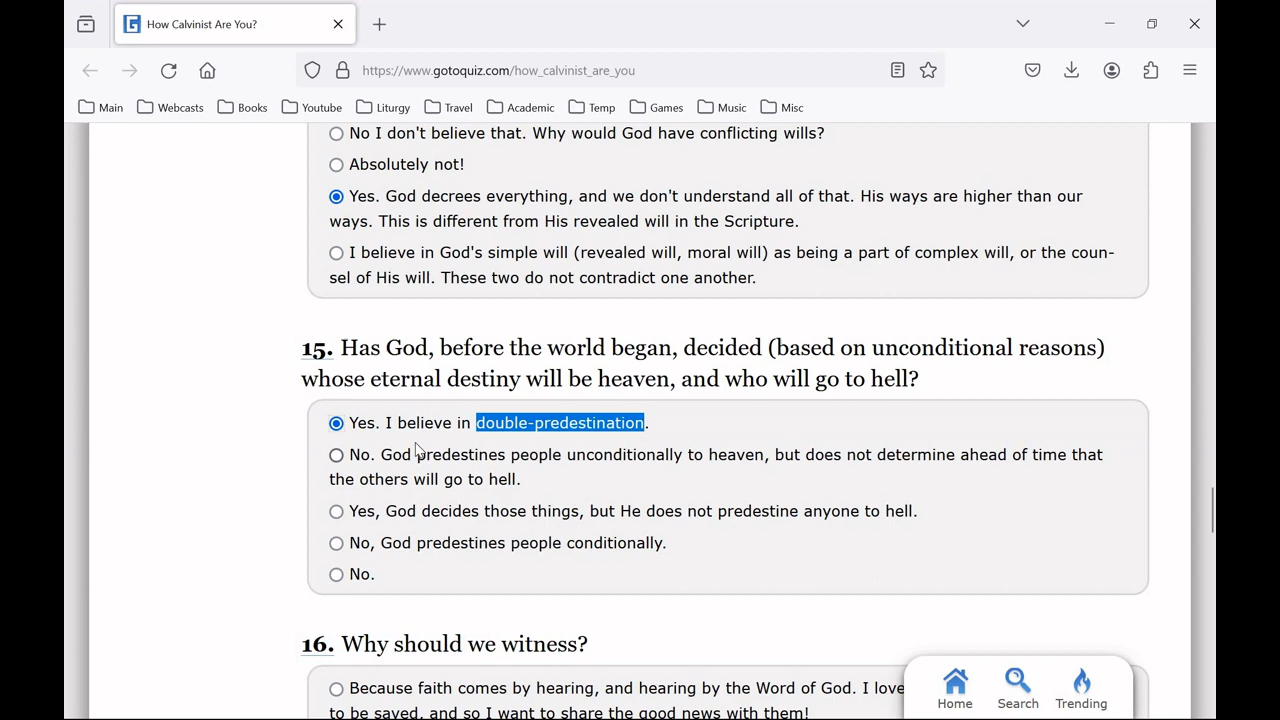 How Calvinist Are You?
https://www.gotoquiz.com/how_calvinist_are_you
Main Webcasts Books Youtube Liturgy Travel Academic Temp Games Music Misc
No I don't believe that. Why would God have conflicting wills?
Absolutely not!
Yes. God decrees everything, and we don't understand all of that. His ways are higher than our
ways. This is different from His revealed will in the Scripture.
I believe in God's simple will (revealed will, moral will) as being a part of complex will, or the coun-
sel of His will. These two do not contradict one another.
15. Has God, before the world began, decided (based on unconditional reasons)
whose eternal destiny will be heaven, and who will go to hell?
Yes. I believe in double-predestination.
No. God predestines people unconditionally to heaven, but does not determine ahead of time that
the others will go to hell.
Yes, God decides those things, but He does not predestine anyone to hell.
No, God predestines people conditionally.
No.
16. Why should we witness?
Because faith comes by hearing, and hearing by the Word of God. I love
to be saved, and so I want to share the good news with them!
Home Search Trending